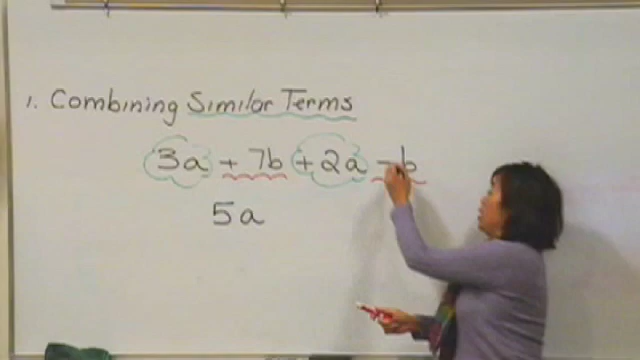 1. Combining Similar Terms
3a + 7b + 2a - b
5a